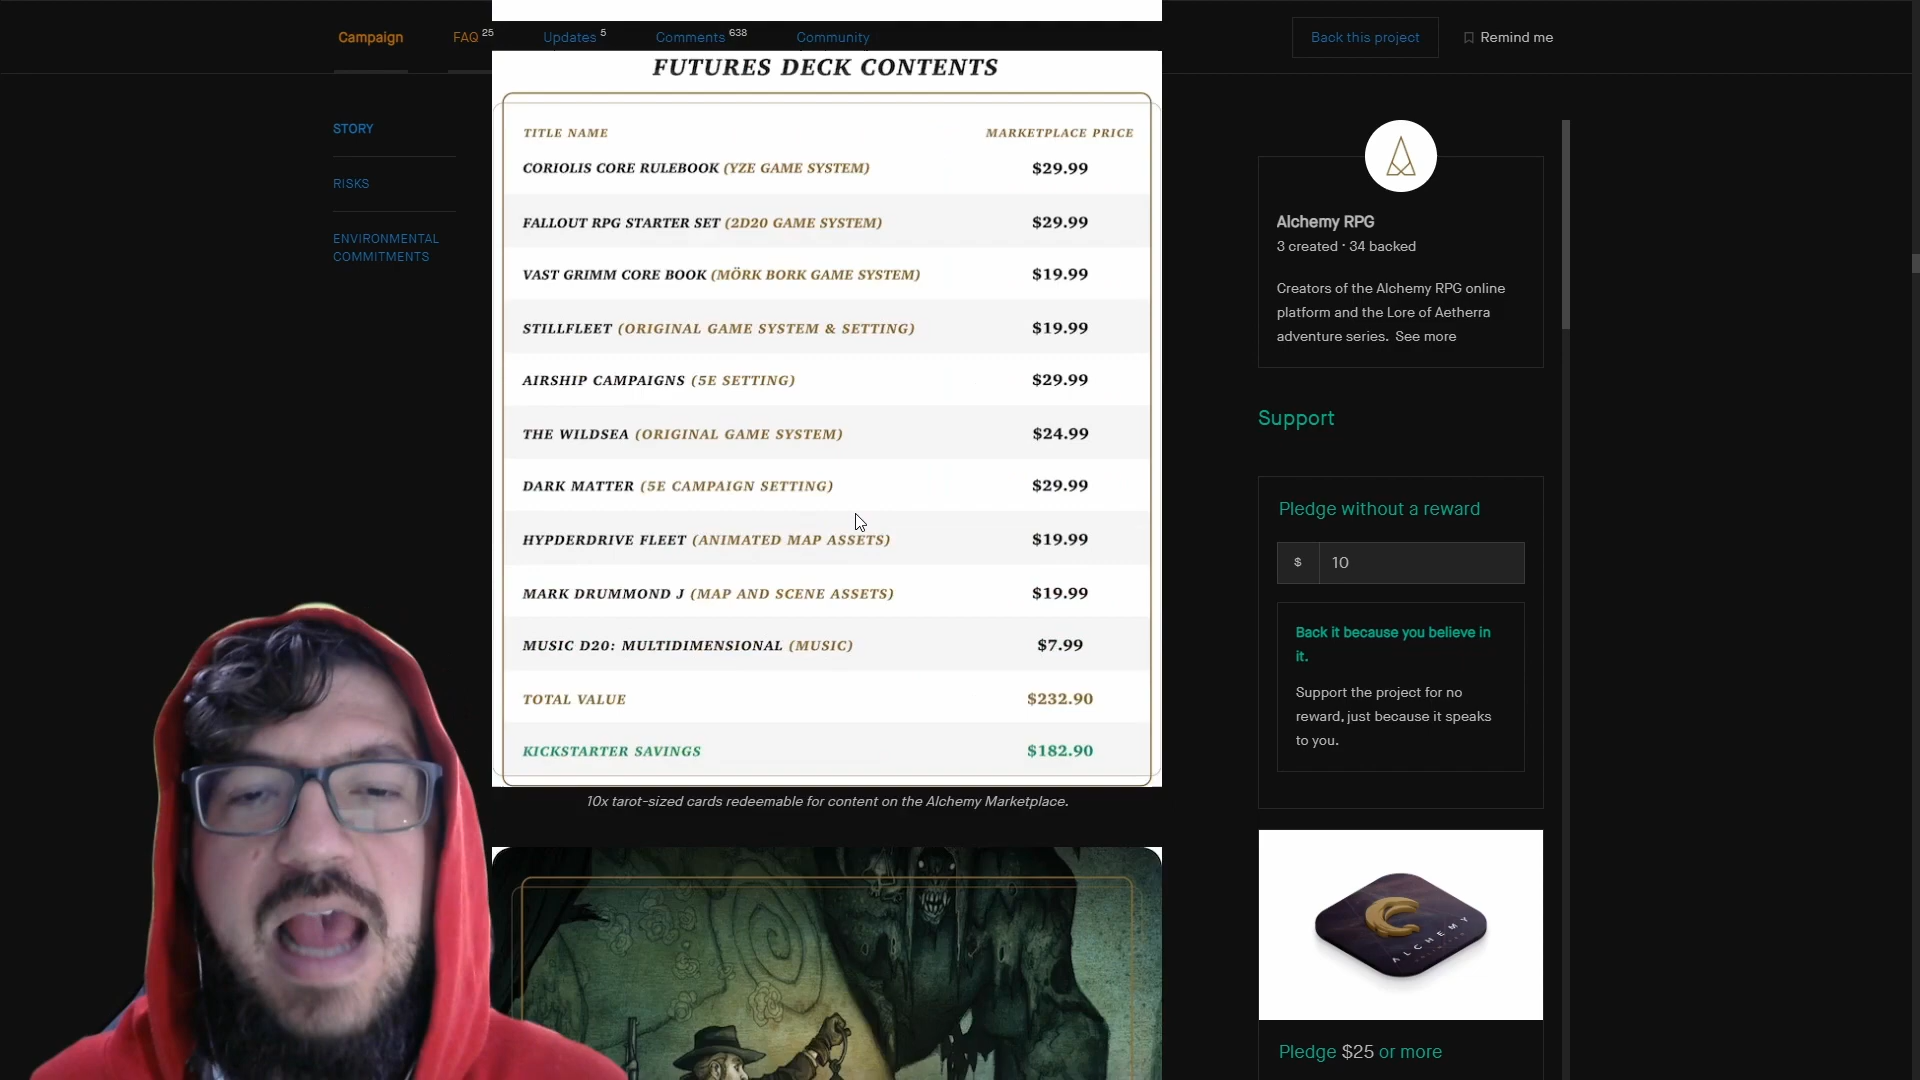 Campaign FAQ 25 Updates 5 Comments 638 Community Back this project Remind me
STORY
RISKS
ENVIRONMENTAL
COMMITMENTS
FUTURES DECK CONTENTS
TITLE NAME MARKETPLACE PRICE
CORIOLIS CORE RULEBOOK (YZE GAME SYSTEM) $29.99
FALLOUT RPG STARTER SET (2D20 GAME SYSTEM) $29.99
VAST GRIMM CORE BOOK (MÖRK BORK GAME SYSTEM) $19.99
STILLFLEET (ORIGINAL GAME SYSTEM & SETTING) $19.99
AIRSHIP CAMPAIGNS (5E SETTING) $29.99
THE WILDSEA (ORIGINAL GAME SYSTEM) $24.99
DARK MATTER (5E CAMPAIGN SETTING) $29.99
HYPDERDRIVE FLEET (ANIMATED MAP ASSETS) $19.99
MARK DRUMMOND J (MAP AND SCENE ASSETS) $19.99
MUSIC D20: MULTIDIMENSIONAL (MUSIC) $7.99
TOTAL VALUE $232.90
KICKSTARTER SAVINGS $182.90
10x tarot-sized cards redeemable for content on the Alchemy Marketplace.
Alchemy RPG
3 created · 34 backed
Creators of the Alchemy RPG online
platform and the Lore of Aetherra
adventure series. See more
Support
Pledge without a reward
$ 10
Back it because you believe in
it.
Support the project for no
reward, just because it speaks
to you.
ALCHEMY
Pledge $25 or more